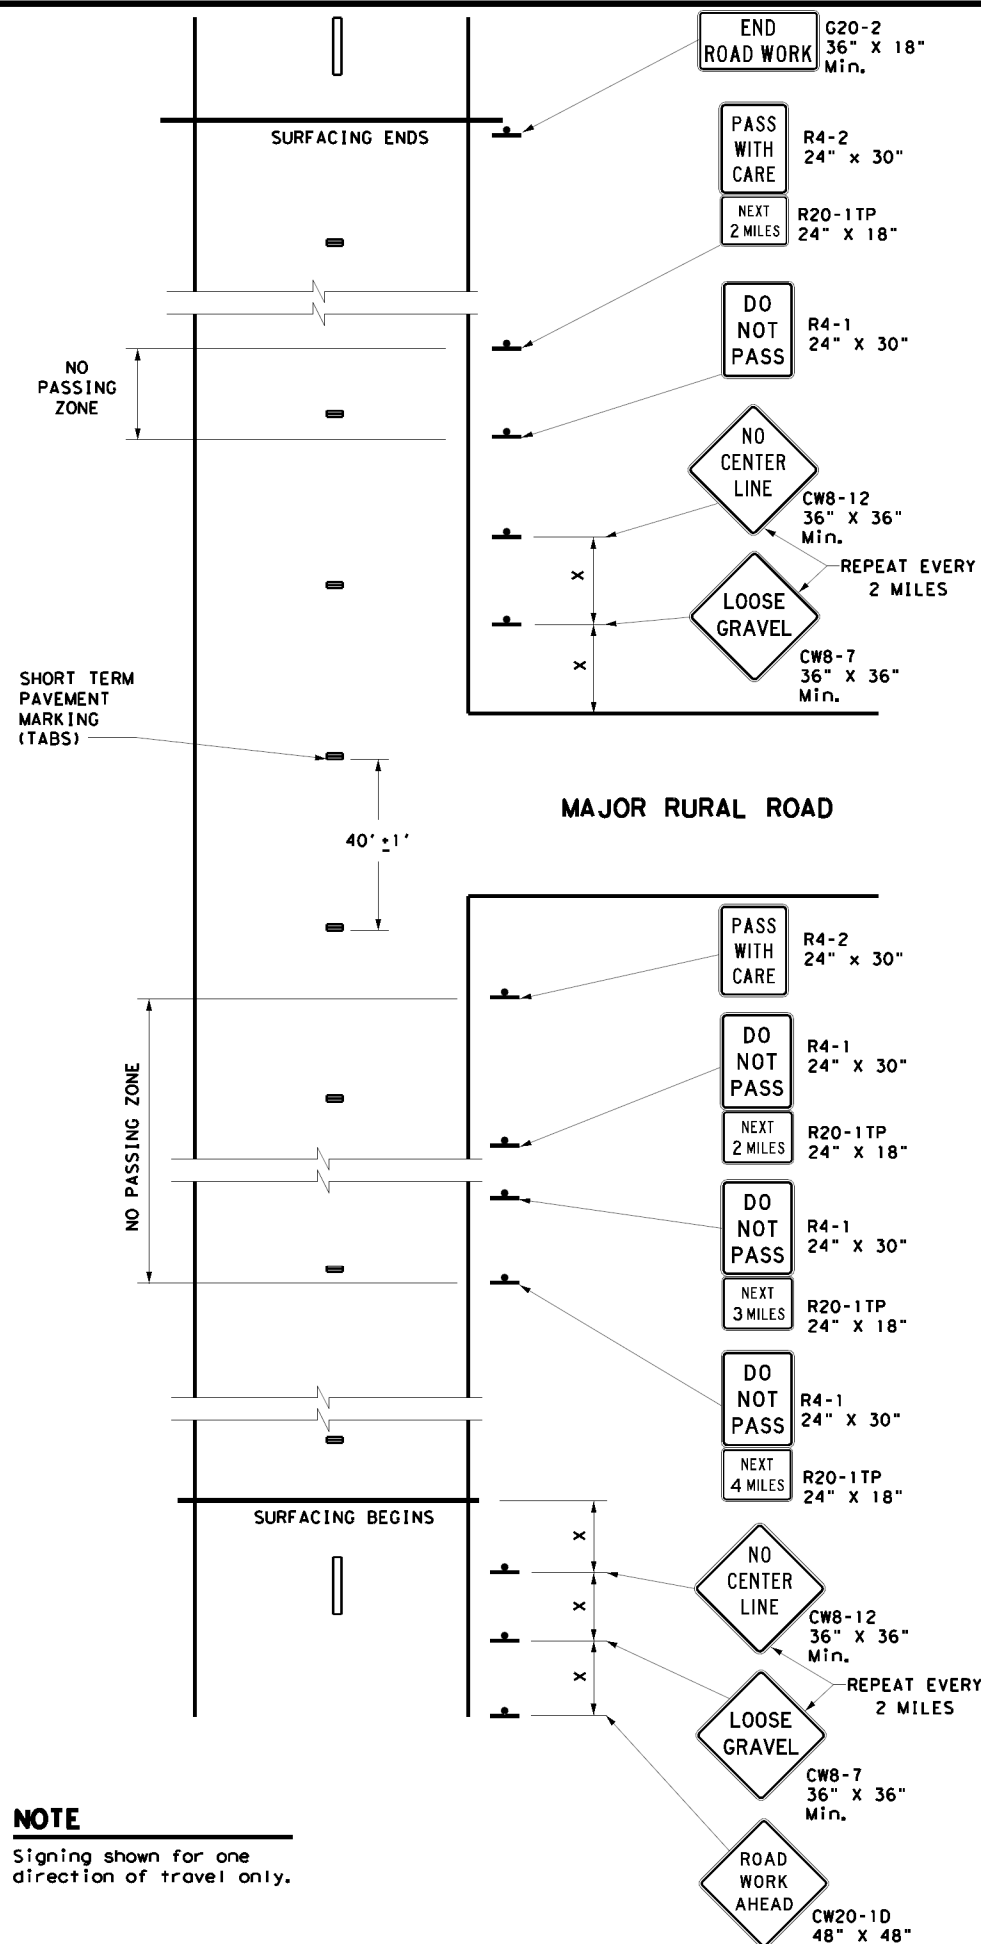 END
ROAD WORK
G20-2
36" X 18"
Min.
SURFACING ENDS
PASS
WITH
CARE
R4-2
24" x 30"
NEXT
2 MILES
R20-1TP
24" X 18"
DO
NOT
PASS
R4-1
24" X 30"
NO
PASSING
ZONE
NO
CENTER
LINE
CW8-12
36" X 36"
Min.
X
REPEAT EVERY
2 MILES
LOOSE
GRAVEL
X
CW8-7
36" X 36"
Min.
SHORT TERM
PAVEMENT
MARKING
(TABS)
MAJOR RURAL ROAD
40' ±1'
PASS
WITH
CARE
R4-2
24" x 30"
DO
NOT
PASS
R4-1
24" X 30"
NEXT
2 MILES
R20-1TP
24" X 18"
NO PASSING ZONE
DO
NOT
PASS
R4-1
24" X 30"
NEXT
3 MILES
R20-1TP
24" X 18"
DO
NOT
PASS
R4-1
24" X 30"
NEXT
4 MILES
R20-1TP
24" X 18"
SURFACING BEGINS
X
NO
CENTER
LINE
X
CW8-12
36" X 36"
Min.
X
REPEAT EVERY
2 MILES
LOOSE
GRAVEL
CW8-7
36" X 36"
Min.
NOTE
Signing shown for one
direction of travel only.
ROAD
WORK
AHEAD
CW20-1D
48" X 48"